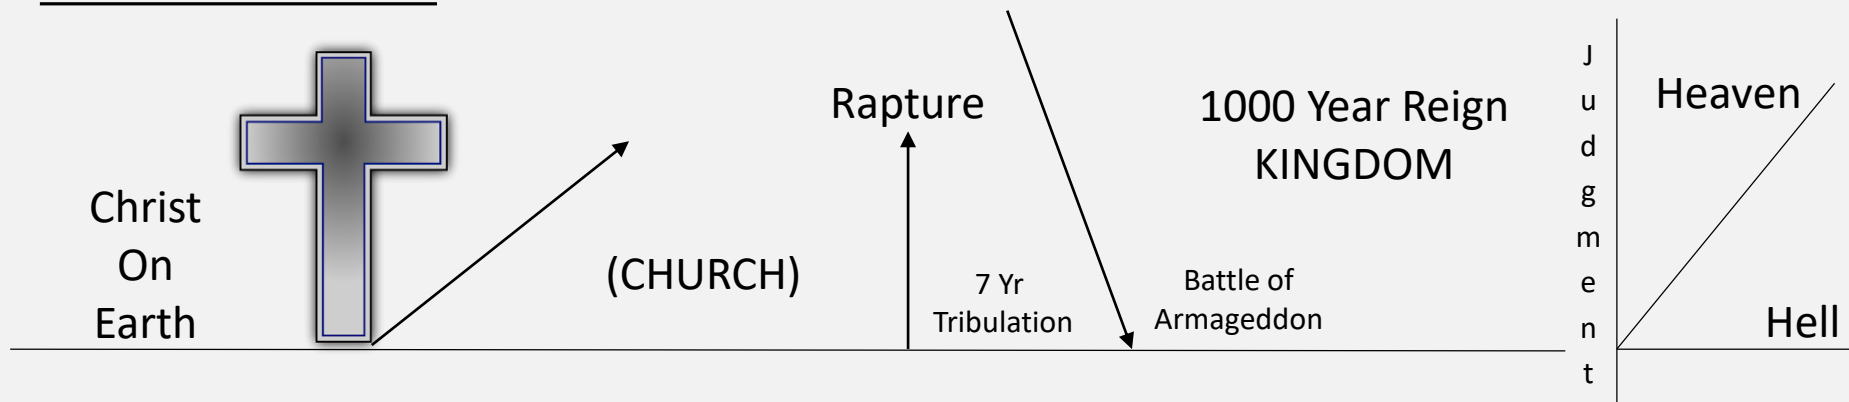 Christ
On
Earth
(CHURCH)
Rapture
7 Yr
Tribulation
Battle of
Armageddon
1000 Year Reign
KINGDOM
J
u
d
g
m
e
n
t
Heaven
Hell